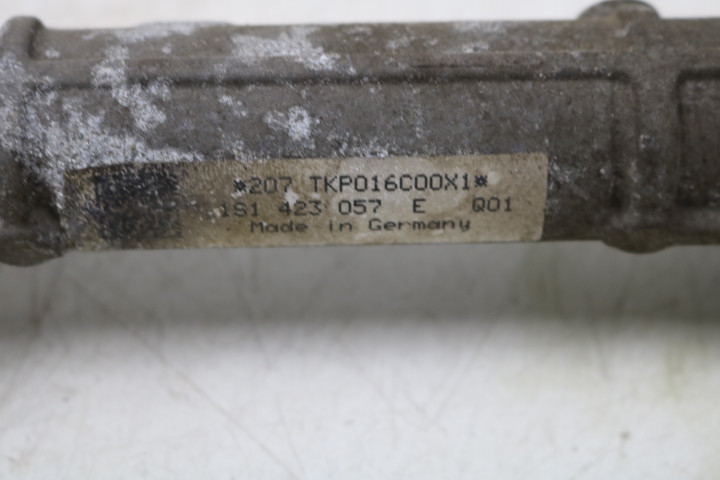 *207 TKP016C00X1*
1S1 423 057 E Q01
Made in Germany